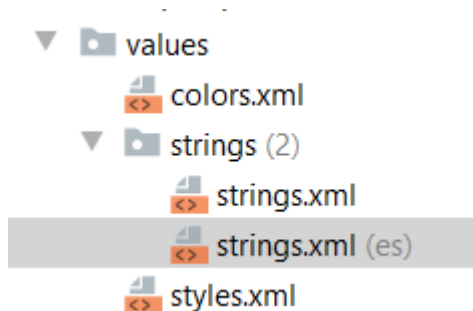 values
colors.xml
strings (2)
strings.xml
strings.xml (es)
styles.xml